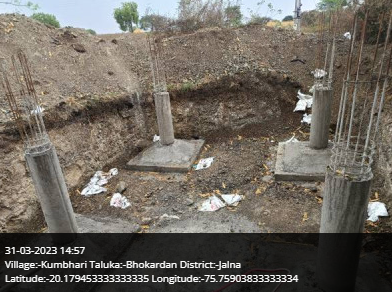 31-03-2023 14:57
Village:-Kumbhari Taluka:-Bhokardan District:-Jalna
Latitude:-20.179453333333335 Longitude:-75.75903833333334